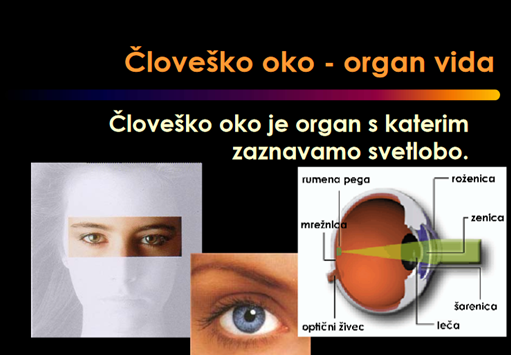 Človeško oko - organ vida
Človeško oko je organ s katerim
zaznavamo svetlobo.
rumena pega
roženica
mrežnica
zenica
šarenica
optični živec
leča